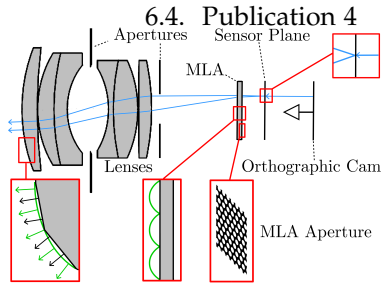 6.4. Publication 4
Apertures
Sensor Plane
MLA
Lenses
Orthographic Cam
MLA Aperture